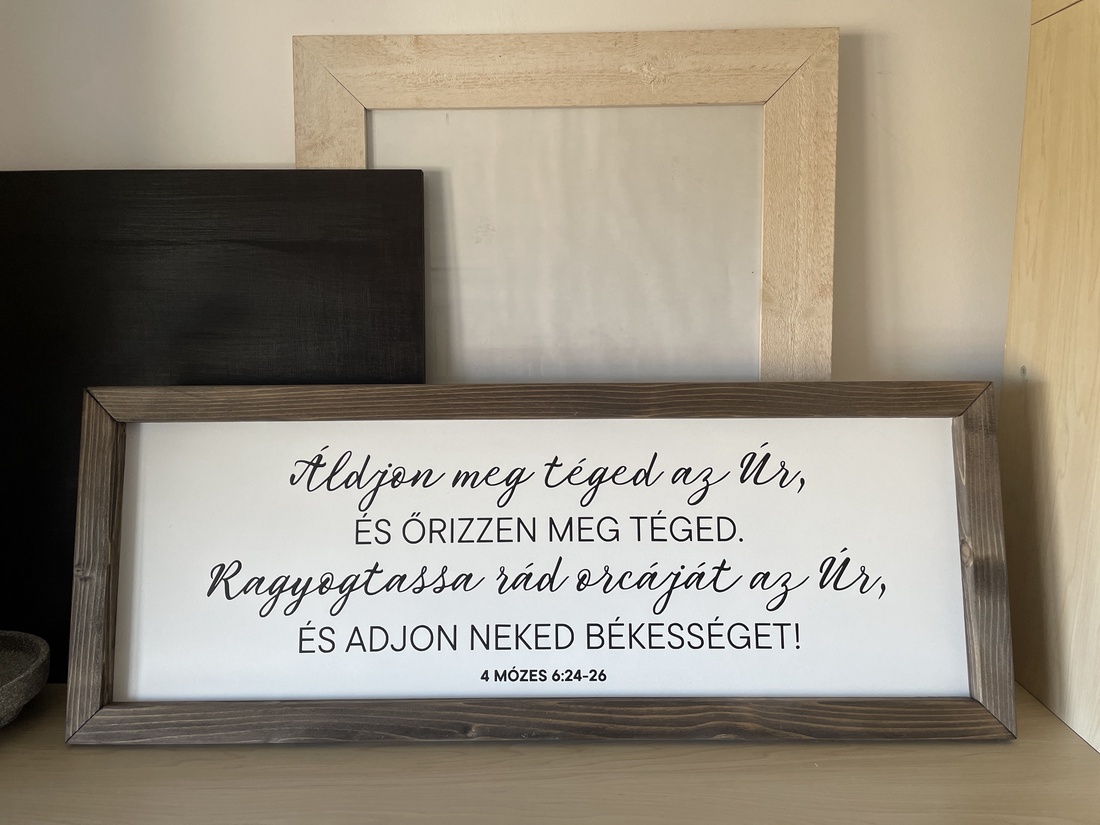 Áldjon meg téged az Úr,
ÉS ŐRIZZEN MEG TÉGED.
Ragyogtassa rád orcáját az Úr,
ÉS ADJON NEKED BÉKESSÉGET!
4 MÓZES 6:24-26